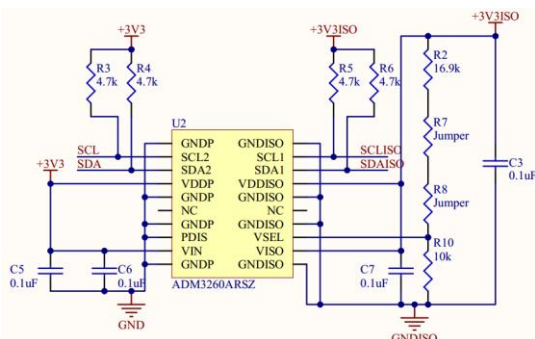 +3V3
+3V3ISO
+3V3ISO
R3
4.7k
R4
4.7k
R5
4.7k
R6
4.7k
R2
16.9k
U2
R7
Jumper
SCL
SDA
+3V3
GNDP
SCL2
SDA2
VDDP
GNDP
NC
GNDP
PDIS
VIN
GNDP
GNDISO
SCL1
SDA1
VDDISO
GNDISO
NC
GNDISO
VSEL
VISO
GNDISO
SCLISO
SDAISO
C3
0.1uF
R8
Jumper
R10
10k
C5
0.1uF
C6
0.1uF
ADM3260ARSZ
C7
0.1uF
GND
GNDISO